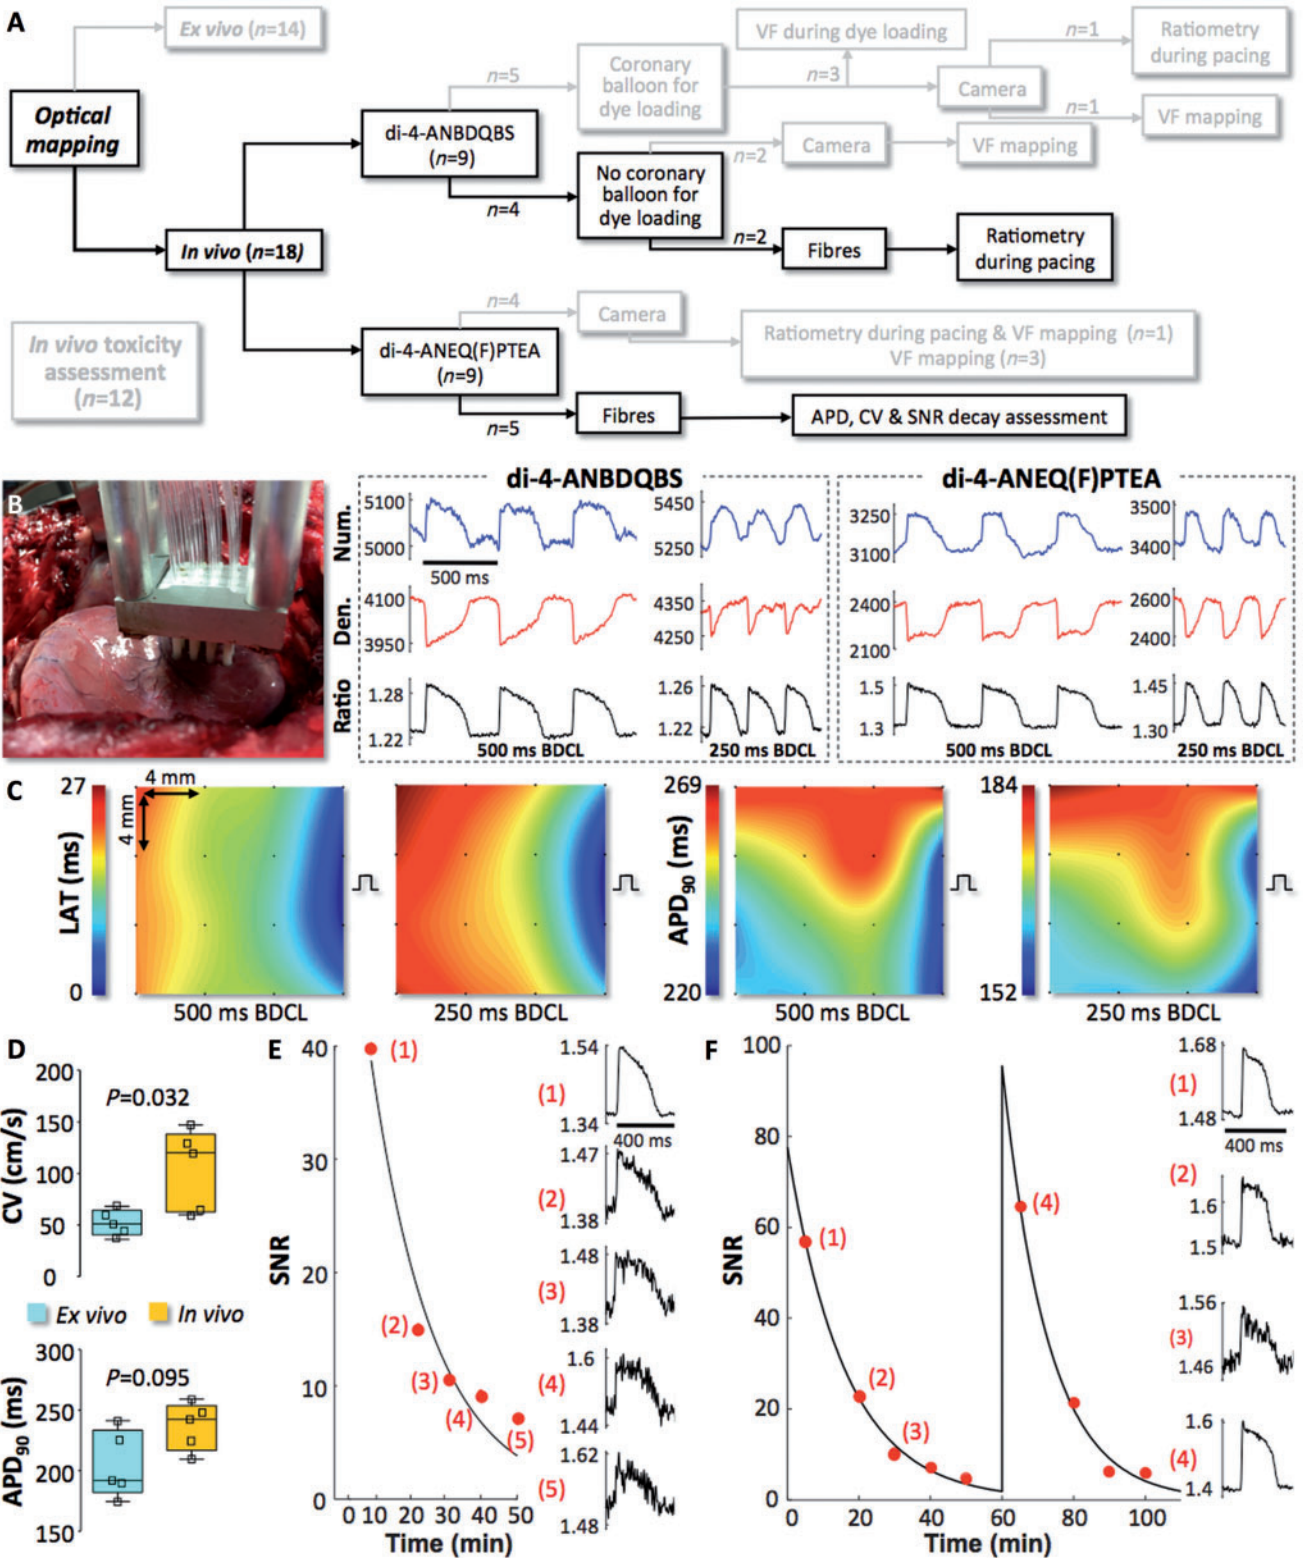 A
Ex vivo (n=14)
Optical
mapping
In vivo (n=18)
In vivo toxicity
assessment
(n=12)
di-4-ANBDQBS
(n=9)
n=5
Coronary
balloon for
dye loading
VF during dye loading
n=3
Camera
n=1
Ratiometry
during pacing
n=1
VF mapping
n=4
No coronary
balloon for
dye loading
n=2
Camera
VF mapping
n=2
Fibres
Ratiometry
during pacing
di-4-ANEQ(F)PTEA
(n=9)
n=4
Camera
Ratiometry during pacing & VF mapping (n=1)
VF mapping (n=3)
n=5
Fibres
APD, CV & SNR decay assessment
B
di-4-ANBDQBS
di-4-ANEQ(F)PTEA
Num.
5100
5000
500 ms
5450
5250
3250
3100
3500
3400
Den.
4100
3950
4350
4250
2400
2100
2600
2400
Ratio
1.28
1.22
1.26
1.22
1.5
1.3
1.45
1.30
500 ms BDCL
250 ms BDCL
500 ms BDCL
250 ms BDCL
C
27
LAT (ms)
0
4 mm
4 mm
500 ms BDCL
250 ms BDCL
269
APD90 (ms)
220
500 ms BDCL
184
152
250 ms BDCL
D
200
150
100
50
0
CV (cm/s)
P=0.032
Ex vivo
In vivo
300
250
200
150
APD90 (ms)
P=0.095
E
40
30
20
10
0
SNR
(1)
(2)
(3)
(4)
(5)
0 10 20 30 40 50
Time (min)
(1)
1.54
1.34
400 ms
(2)
1.47
1.38
(3)
1.48
1.38
(4)
1.6
1.44
(5)
1.62
1.48
F
100
80
60
40
20
0
SNR
(1)
(2)
(3)
(4)
0 20 40 60 80 100
Time (min)
(1)
1.68
1.48
400 ms
(2)
1.6
1.5
(3)
1.56
1.46
(4)
1.6
1.4